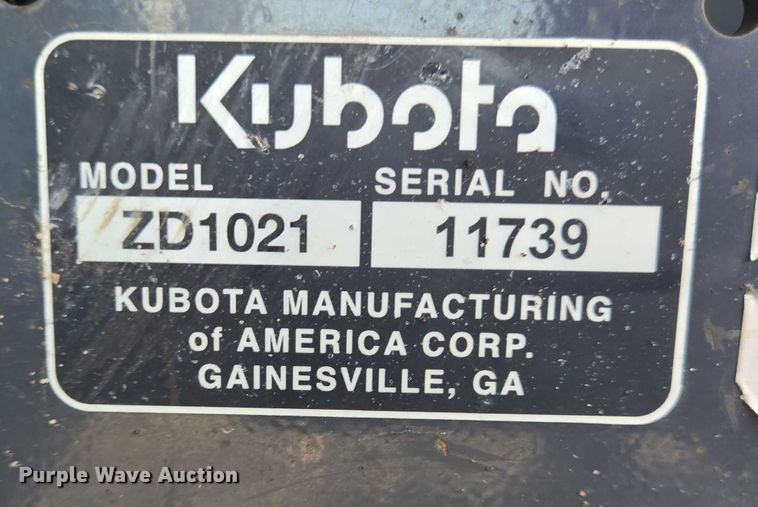 Kubota
MODEL SERIAL NO.
ZD1021 11739
KUBOTA MANUFACTURING
of AMERICA CORP.
GAINESVILLE, GA
Purple Wave Auction